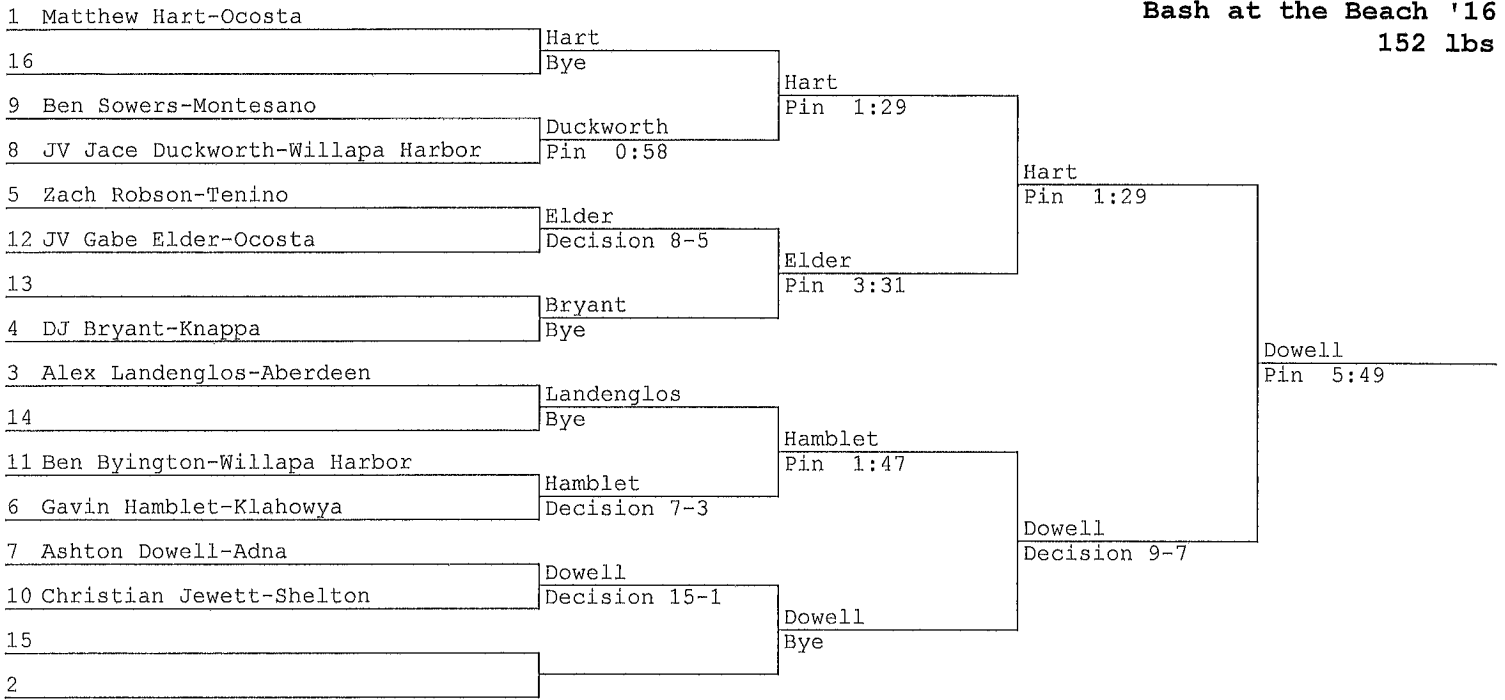 Bash at the Beach '16
152 lbs
1 Matthew Hart-Ocosta
16
9 Ben Sowers-Montesano
8 JV Jace Duckworth-Willapa Harbor
5 Zach Robson-Tenino
12 JV Gabe Elder-Ocosta
13
4 DJ Bryant-Knappa
3 Alex Landenglos-Aberdeen
14
11 Ben Byington-Willapa Harbor
6 Gavin Hamblet-Klahowya
7 Ashton Dowell-Adna
10 Christian Jewett-Shelton
15
2
Hart
Bye
Duckworth
Pin 0:58
Elder
Decision 8-5
Bryant
Bye
Landenglos
Bye
Hamblet
Decision 7-3
Dowell
Decision 15-1
Hart
Pin 1:29
Elder
Pin 3:31
Hamblet
Pin 1:47
Dowell
Bye
Hart
Pin 1:29
Dowell
Decision 9-7
Dowell
Pin 5:49